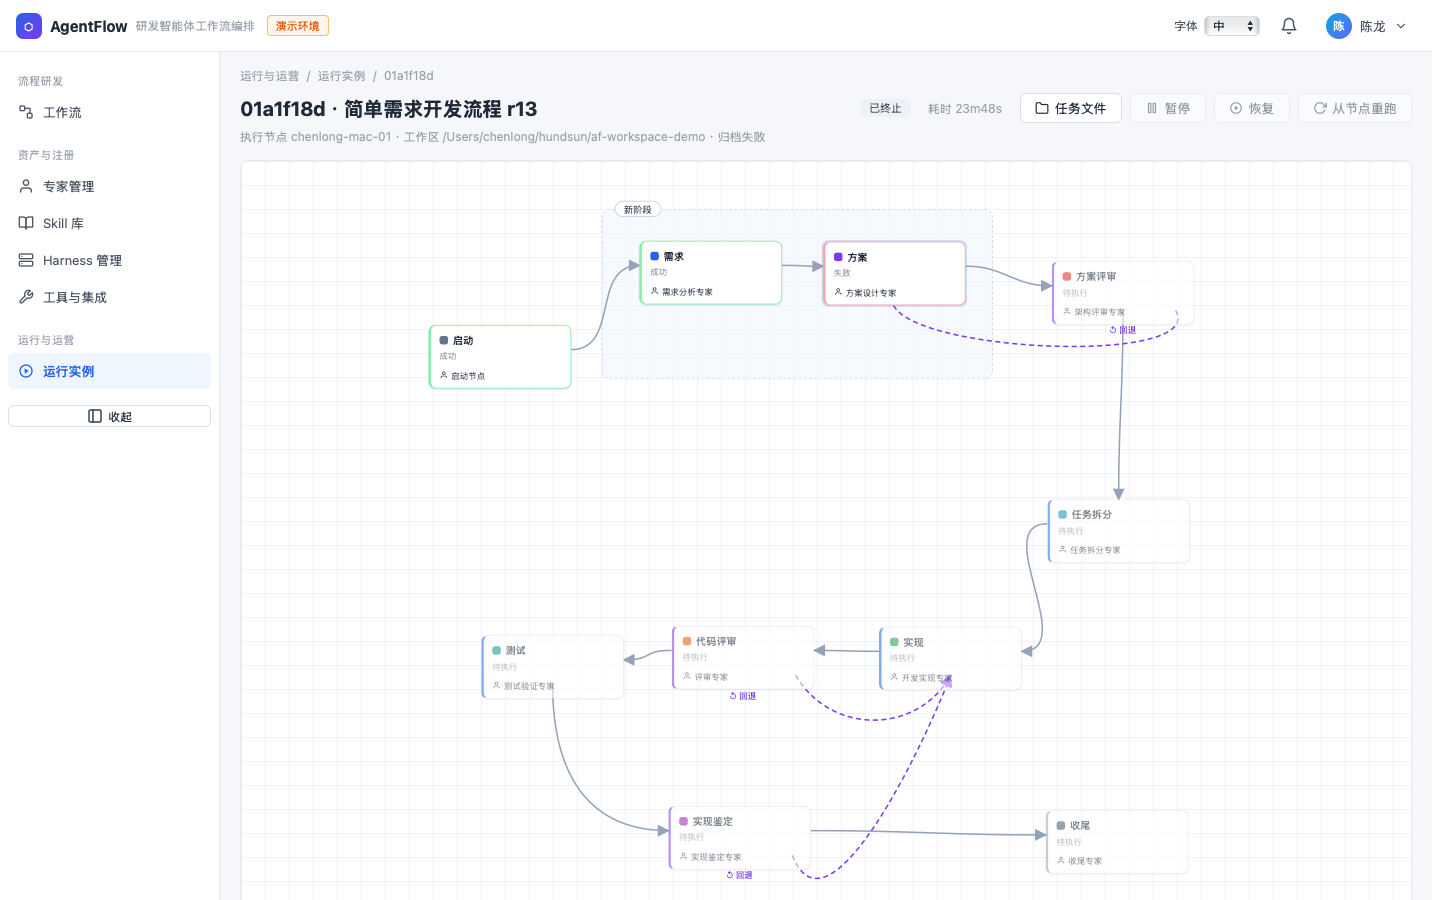 AgentFlow 研发智能体工作流编排 演示环境
字体 中 陈 陈龙
流程研发
工作流
资产与注册
专家管理
Skill 库
Harness 管理
工具与集成
运行与运营
运行实例
收起
运行与运营 / 运行实例 / 01a1f18d
01a1f18d · 简单需求开发流程 r13
已终止 耗时 23m48s 任务文件 暂停 恢复 从节点重跑
执行节点 chenlong-mac-01 · 工作区 /Users/chenlong/hundsun/af-workspace-demo · 归档失败
新阶段
需求
成功
需求分析专家
方案
失败
方案设计专家
方案评审
待执行
架构评审专家
回退
启动
成功
启动节点
任务拆分
待执行
任务拆分专家
测试
待执行
测试验证专家
代码评审
待执行
评审专家
回退
实现
待执行
开发实现专家
实现鉴定
待执行
实现鉴定专家
回退
收尾
待执行
收尾专家